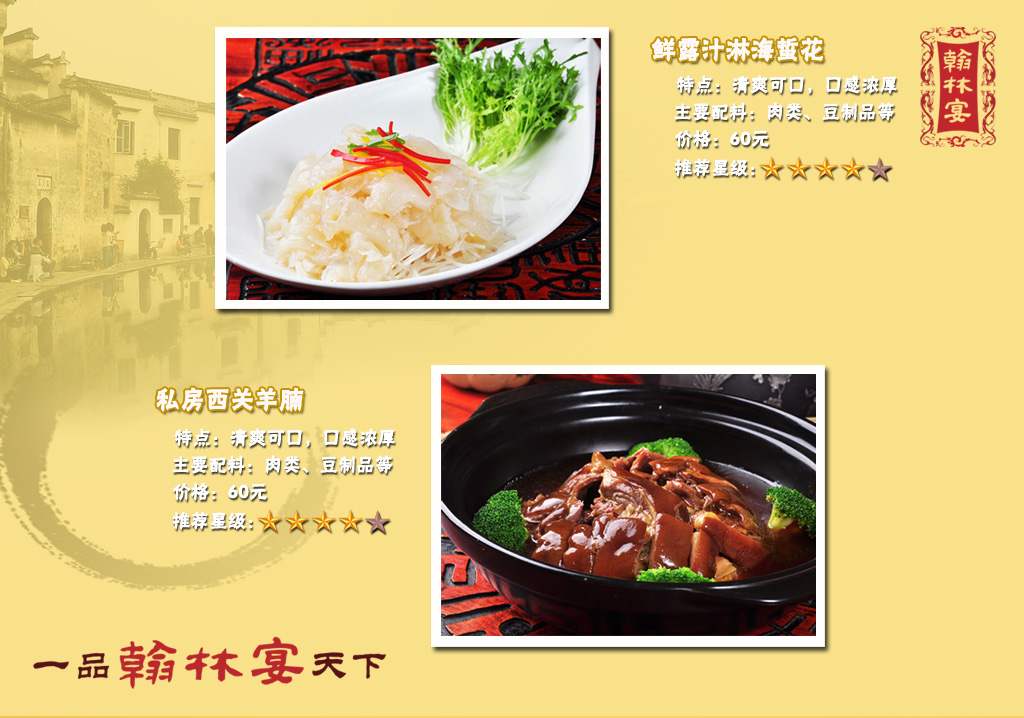 鲜露汁淋海蜇花
特点：清爽可口，口感浓厚
主要配料：肉类、豆制品等
价格：60元
推荐星级：
翰林宴
私房西关羊腩
特点：清爽可口，口感浓厚
主要配料：肉类、豆制品等
价格：60元
推荐星级：
一品翰林宴天下